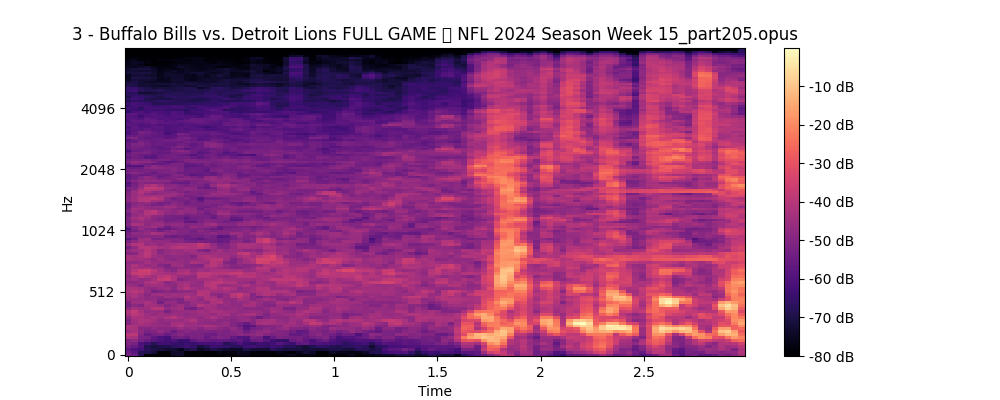 3 - Buffalo Bills vs. Detroit Lions FULL GAME ▯ NFL 2024 Season Week 15_part205.opus
4096
2048
1024
512
0
Hz
0
0.5
1
1.5
2
2.5
Time
-10 dB
-20 dB
-30 dB
-40 dB
-50 dB
-60 dB
-70 dB
-80 dB